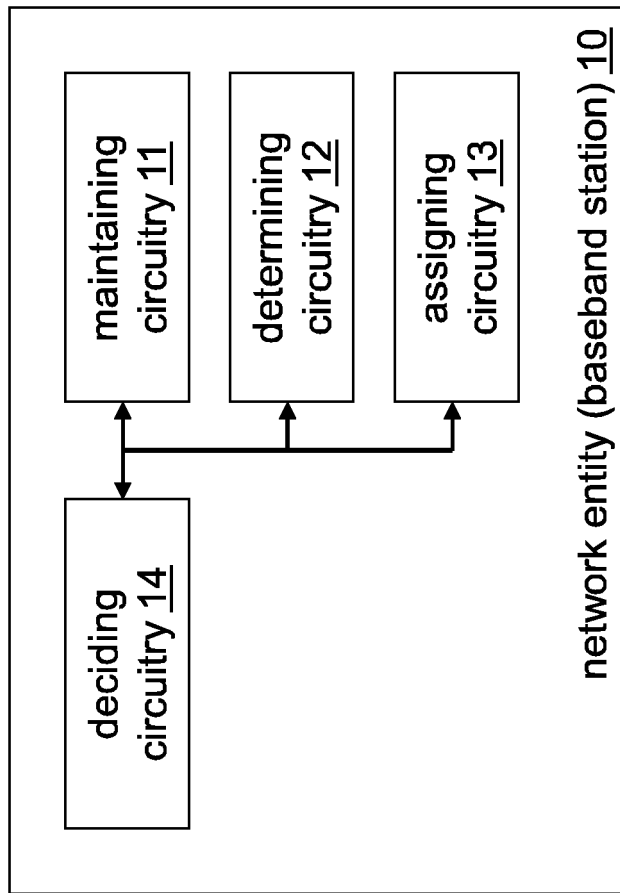 deciding
circuitry 14
maintaining
circuitry 11
determining
circuitry 12
assigning
circuitry 13
network entity (baseband station) 10